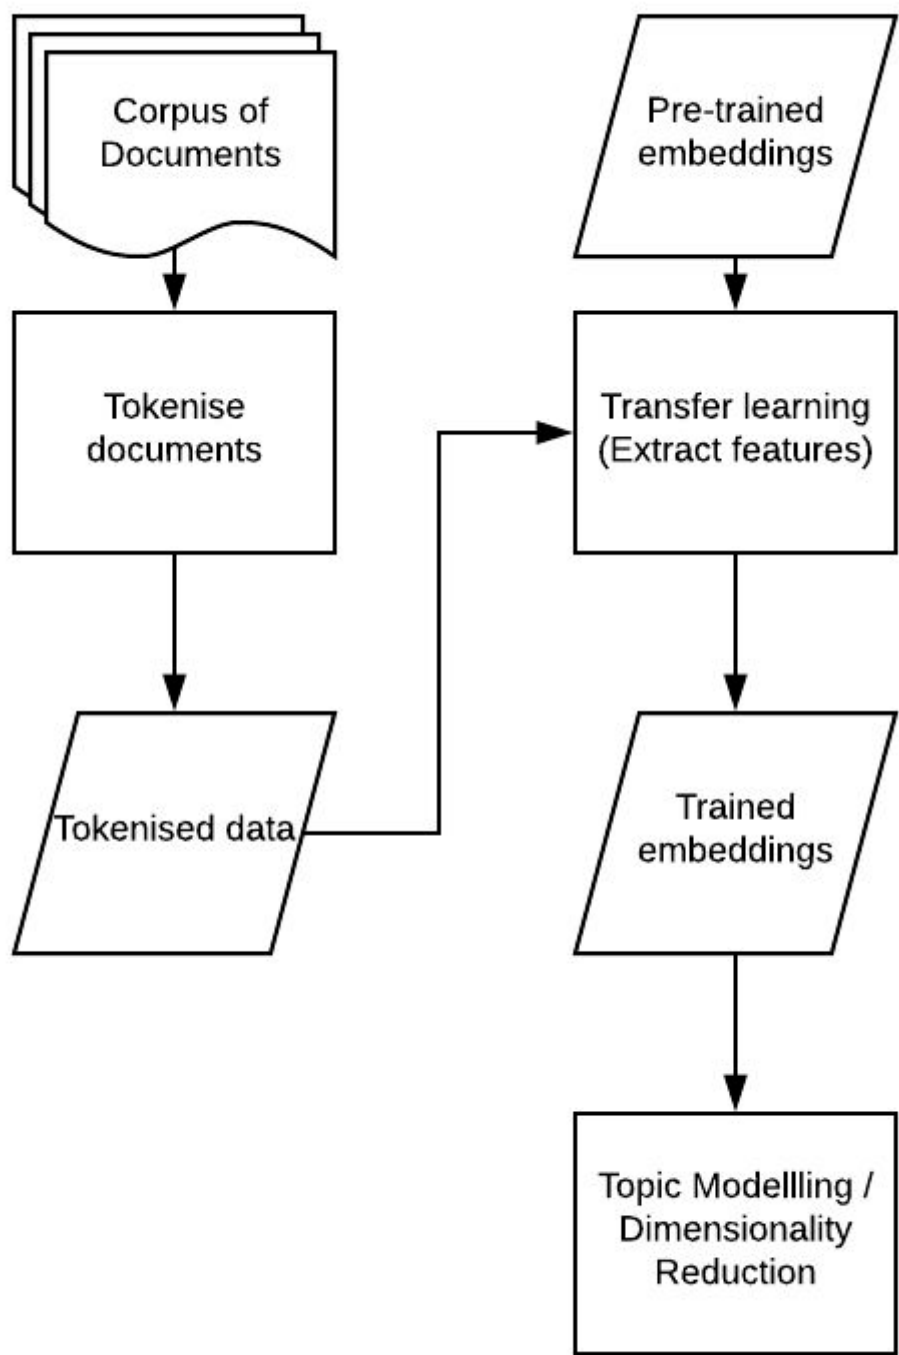 Corpus of
Documents
Tokenise
documents
Tokenised data
Pre-trained
embeddings
Transfer learning
(Extract features)
Trained
embeddings
Topic Modellling /
Dimensionality
Reduction